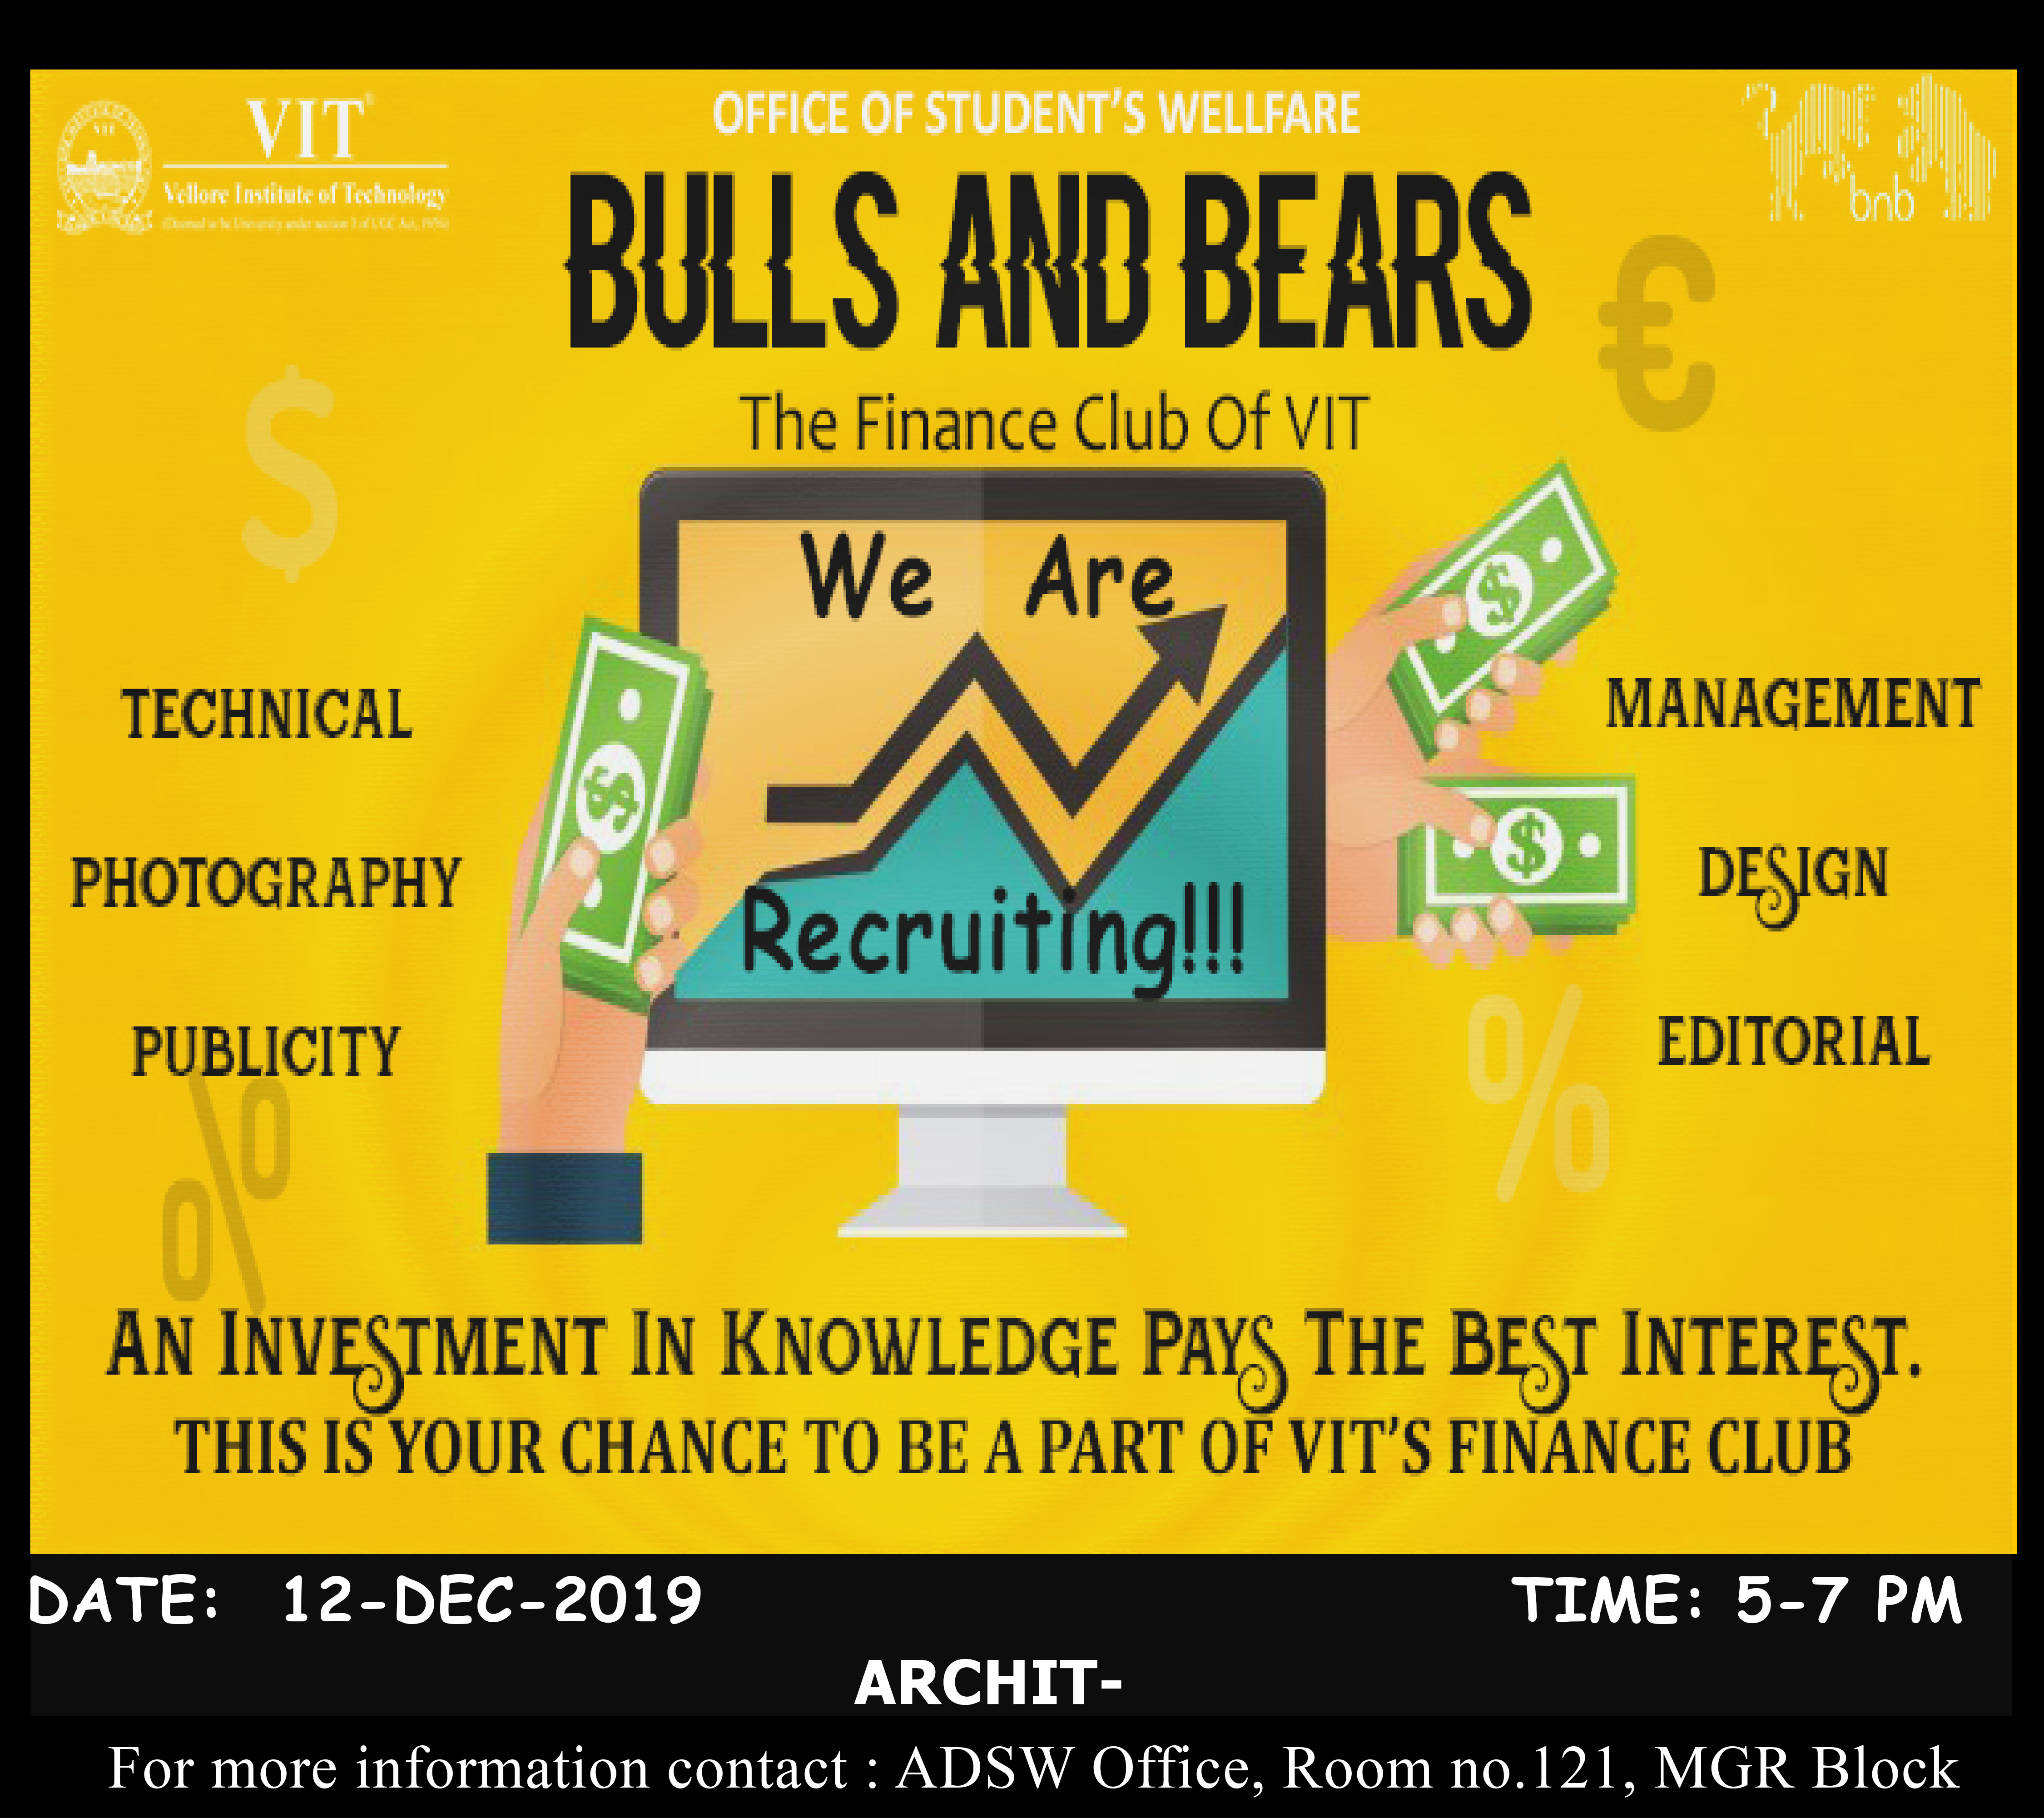 VIT
Vellore Institute of Technology
(Deemed to be University under section 3 of UGC Act, 1956)
OFFICE OF STUDENT'S WELLFARE
bnb
BULLS AND BEARS
The Finance Club Of VIT
We Are
Recruiting!!!
TECHNICAL
PHOTOGRAPHY
PUBLICITY
MANAGEMENT
DESIGN
EDITORIAL
AN INVESTMENT IN KNOWLEDGE PAYS THE BEST INTEREST.
THIS IS YOUR CHANCE TO BE A PART OF VIT'S FINANCE CLUB
DATE: 12-DEC-2019
TIME: 5-7 PM
ARCHIT-
For more information contact : ADSW Office, Room no.121, MGR Block